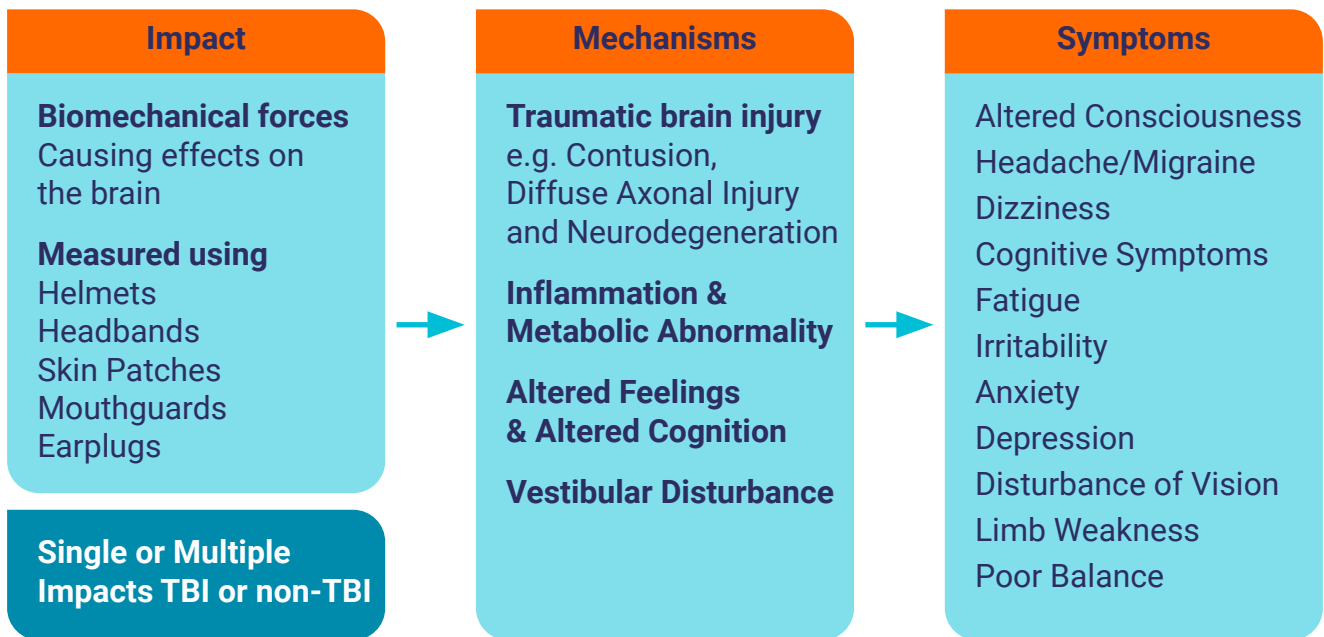 Impact
Biomechanical forces
Causing effects on
the brain
Measured using
Helmets
Headbands
Skin Patches
Mouthguards
Earplugs
Single or Multiple
Impacts TBI or non-TBI
Mechanisms
Traumatic brain injury
e.g. Contusion,
Diffuse Axonal Injury
and Neurodegeneration
Inflammation &
Metabolic Abnormality
Altered Feelings
& Altered Cognition
Vestibular Disturbance
Symptoms
Altered Consciousness
Headache/Migraine
Dizziness
Cognitive Symptoms
Fatigue
Irritability
Anxiety
Depression
Disturbance of Vision
Limb Weakness
Poor Balance